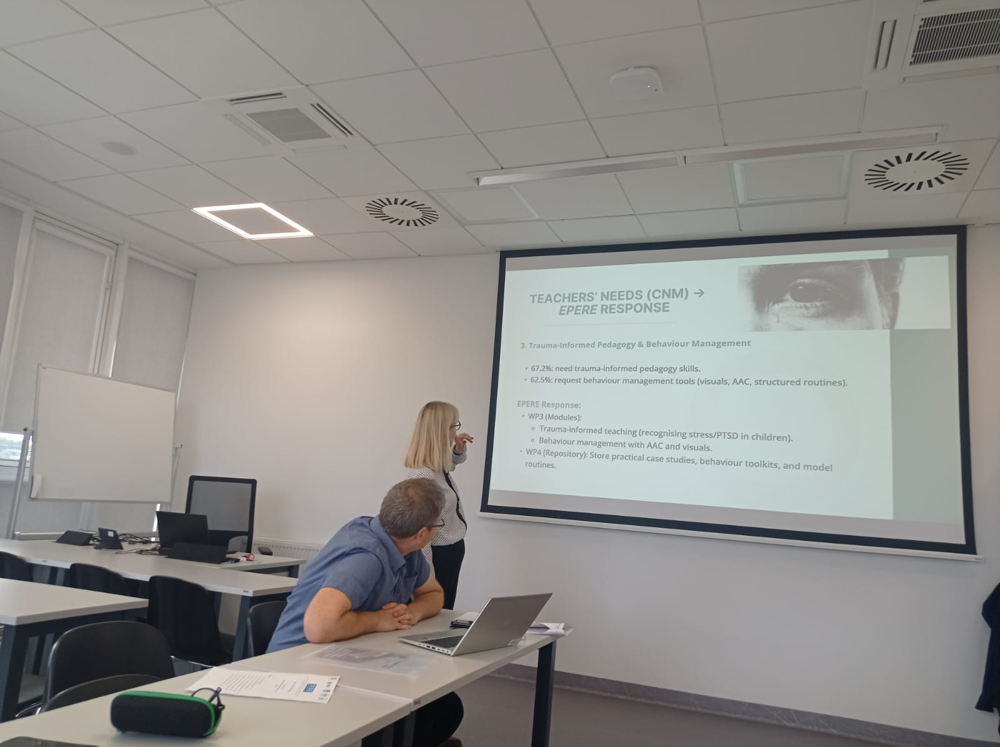 TEACHERS' NEEDS (CNM) →
EPERE RESPONSE
3. Trauma-Informed Pedagogy & Behaviour Management
• 67.2%: need trauma-informed pedagogy skills.
• 62.5%: request behaviour management tools (visuals, AAC, structured routines).
EPERE Response:
• WP3 (Modules):
○ Trauma-informed teaching (recognising stress/PTSD in children).
○ Behaviour management with AAC and visuals.
• WP4 (Repository): Store practical case studies, behaviour toolkits, and model
routines.